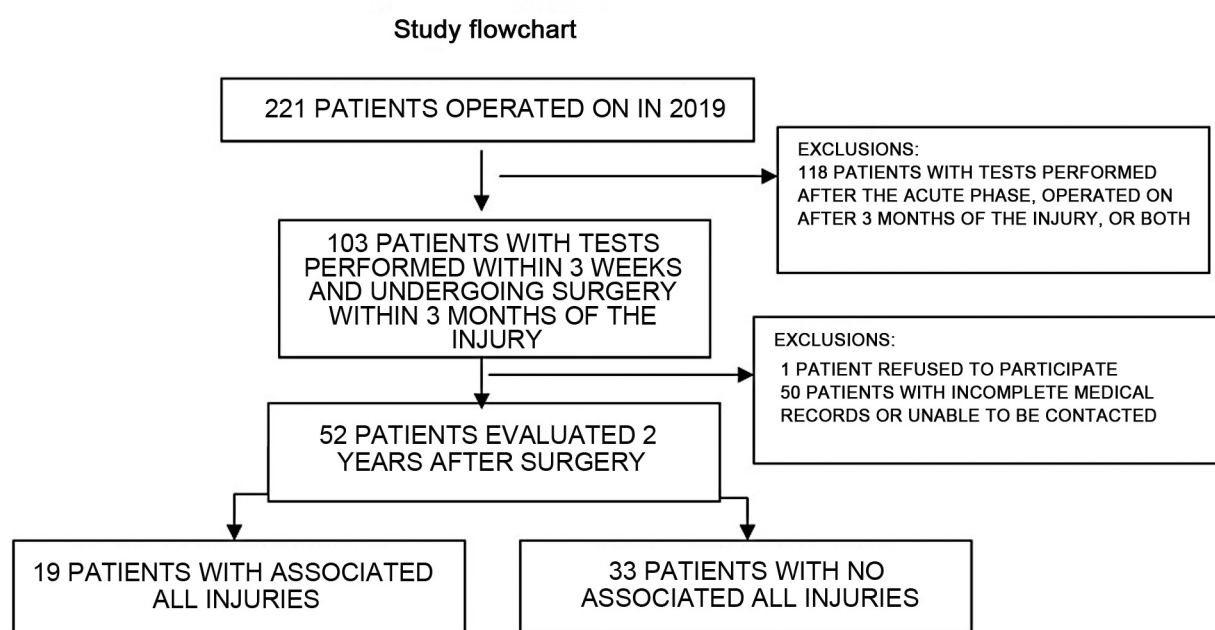 Study flowchart
221 PATIENTS OPERATED ON IN 2019
EXCLUSIONS:
118 PATIENTS WITH TESTS PERFORMED
AFTER THE ACUTE PHASE, OPERATED ON
AFTER 3 MONTHS OF THE INJURY, OR BOTH
103 PATIENTS WITH TESTS
PERFORMED WITHIN 3 WEEKS
AND UNDERGOING SURGERY
WITHIN 3 MONTHS OF THE
INJURY
EXCLUSIONS:
1 PATIENT REFUSED TO PARTICIPATE
50 PATIENTS WITH INCOMPLETE MEDICAL
RECORDS OR UNABLE TO BE CONTACTED
52 PATIENTS EVALUATED 2
YEARS AFTER SURGERY
19 PATIENTS WITH ASSOCIATED
ALL INJURIES
33 PATIENTS WITH NO
ASSOCIATED ALL INJURIES